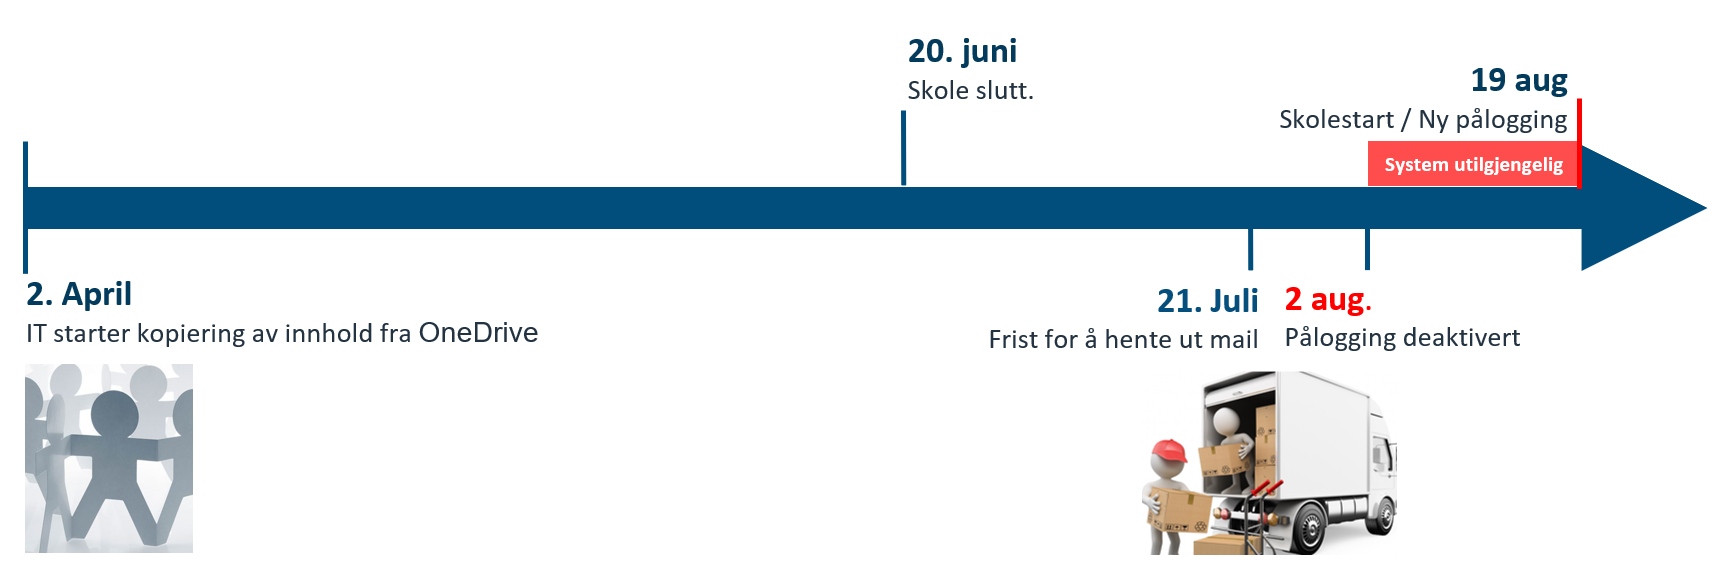 20. juni
Skole slutt.
19 aug
Skolestart / Ny pålogging
System utilgjengelig
2. April
IT starter kopiering av innhold fra OneDrive
21. Juli
Frist for å hente ut mail
2 aug.
Pålogging deaktivert